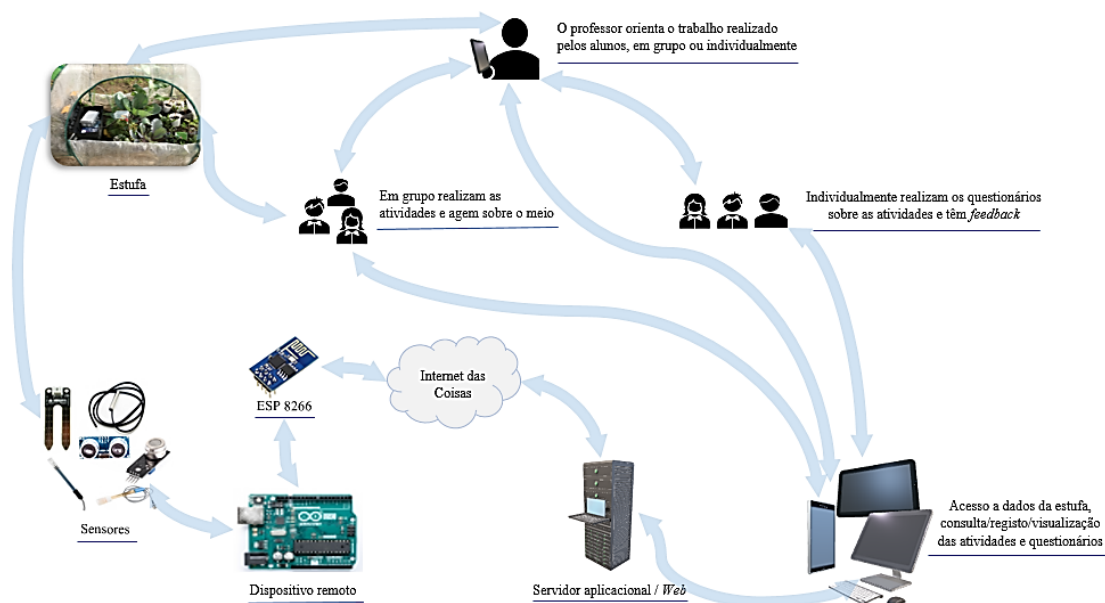 O professor orienta o trabalho realizado
pelos alunos, em grupo ou individualmente
Estufa
Em grupo realizam as
atividades e agem sobre o meio
Individualmente realizam os questionários
sobre as atividades e têm feedback
Internet das
Coisas
ESP 8266
Sensores
Dispositivo remoto
Servidor aplicacional / Web
Acesso a dados da estufa,
consulta/registo/visualização
das atividades e questionários